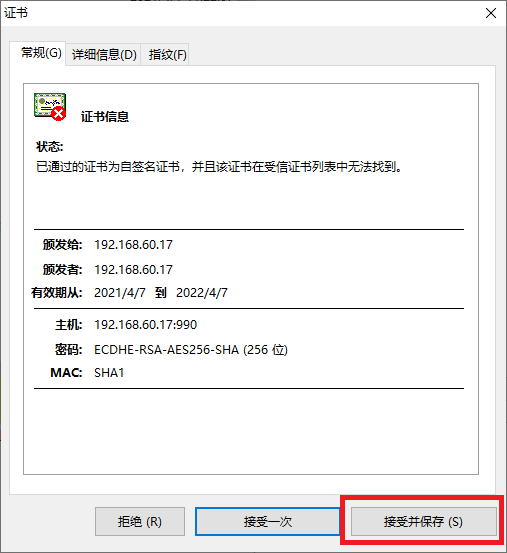 证书
常规(G) 详细信息(D) 指纹(F)
证书信息
状态:
已通过的证书为自签名证书，并且该证书在受信证书列表中无法找到。
颁发给: 192.168.60.17
颁发者: 192.168.60.17
有效期从: 2021/4/7 到 2022/4/7
主机: 192.168.60.17:990
密码: ECDHE-RSA-AES256-SHA (256 位)
MAC: SHA1
拒绝 (R) 接受一次 接受并保存 (S)